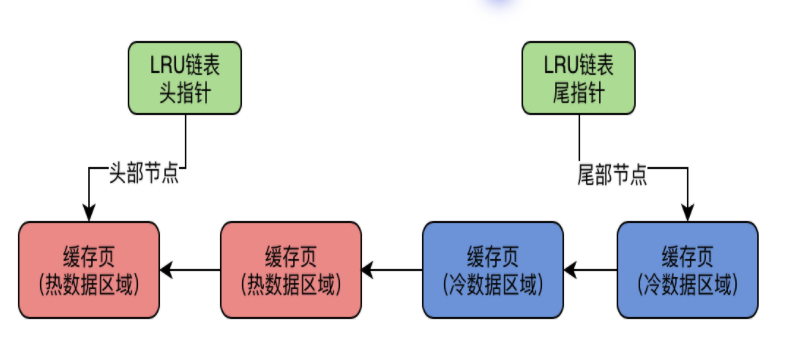 LRU链表
头指针
LRU链表
尾指针
头部节点
尾部节点
缓存页
(热数据区域)
缓存页
(热数据区域)
缓存页
(冷数据区域)
缓存页
(冷数据区域)